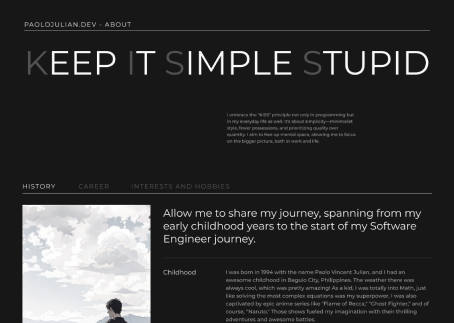 PAOLOJULIAN.DEV - ABOUT
KEEP IT SIMPLE STUPID
I embrace the "KISS" principle not only in programming but
in my everyday life as well. It's about simplicity—minimalist
style, fewer possessions, and prioritizing quality over
quantity. I aim to free up mental space, allowing me to focus
on the bigger picture, both in work and life.
HISTORY CAREER INTERESTS AND HOBBIES
Allow me to share my journey, spanning from my
early childhood years to the start of my Software
Engineer journey.
Childhood
I was born in 1994 with the name Paolo Vincent Julian, and I had an
awesome childhood in Baguio City, Philippines. The weather there was
always cool, which was pretty amazing! As a kid, I was totally into Math, just
like solving the most complex equations was my superpower. I was also
captivated by epic anime series like "Flame of Recca," "Ghost Fighter," and of
course, "Naruto." Those shows fueled my imagination with their thrilling
adventures and awesome battles.